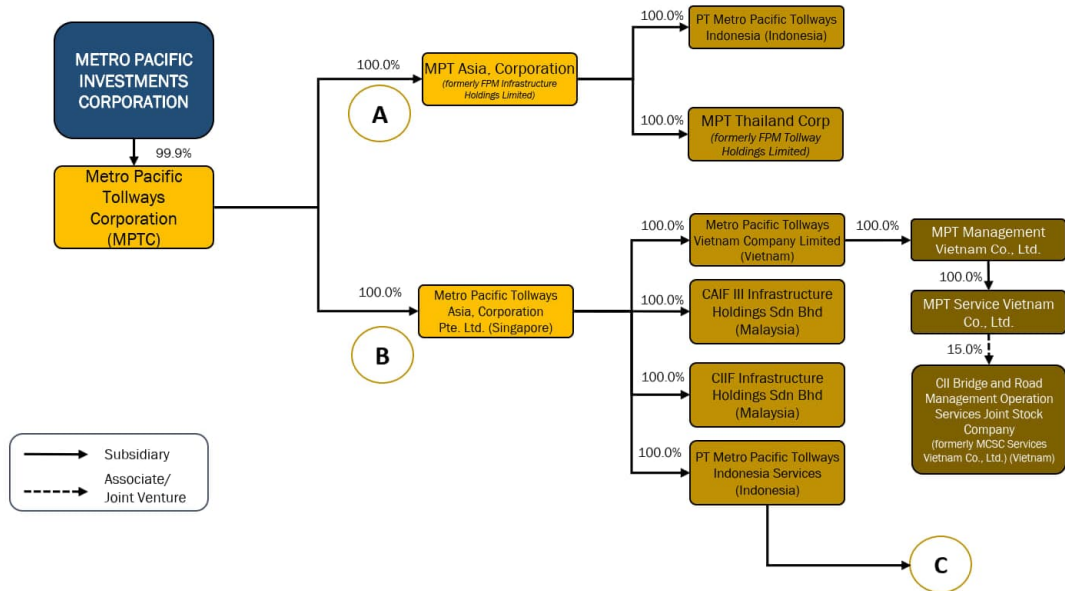 METRO PACIFIC
INVESTMENTS
CORPORATION
99.9%
Metro Pacific
Tollways
Corporation
(MPTC)
100.0%
A
MPT Asia, Corporation
(formerly FPM Infrastructure
Holdings Limited)
100.0%
PT Metro Pacific Tollways
Indonesia (Indonesia)
100.0%
MPT Thailand Corp
(formerly FPM Tollway
Holdings Limited)
100.0%
B
Metro Pacific Tollways
Asia, Corporation
Pte. Ltd. (Singapore)
100.0%
Metro Pacific Tollways
Vietnam Company Limited
(Vietnam)
100.0%
MPT Management
Vietnam Co., Ltd.
100.0%
MPT Service Vietnam
Co., Ltd.
15.0%
CII Bridge and Road
Management Operation
Services Joint Stock
Company
(formerly MCSC Services
Vietnam Co., Ltd.) (Vietnam)
100.0%
CAIF III Infrastructure
Holdings Sdn Bhd
(Malaysia)
100.0%
CIIF Infrastructure
Holdings Sdn Bhd
(Malaysia)
100.0%
PT Metro Pacific Tollways
Indonesia Services
(Indonesia)
C
Subsidiary
Associate/
Joint Venture